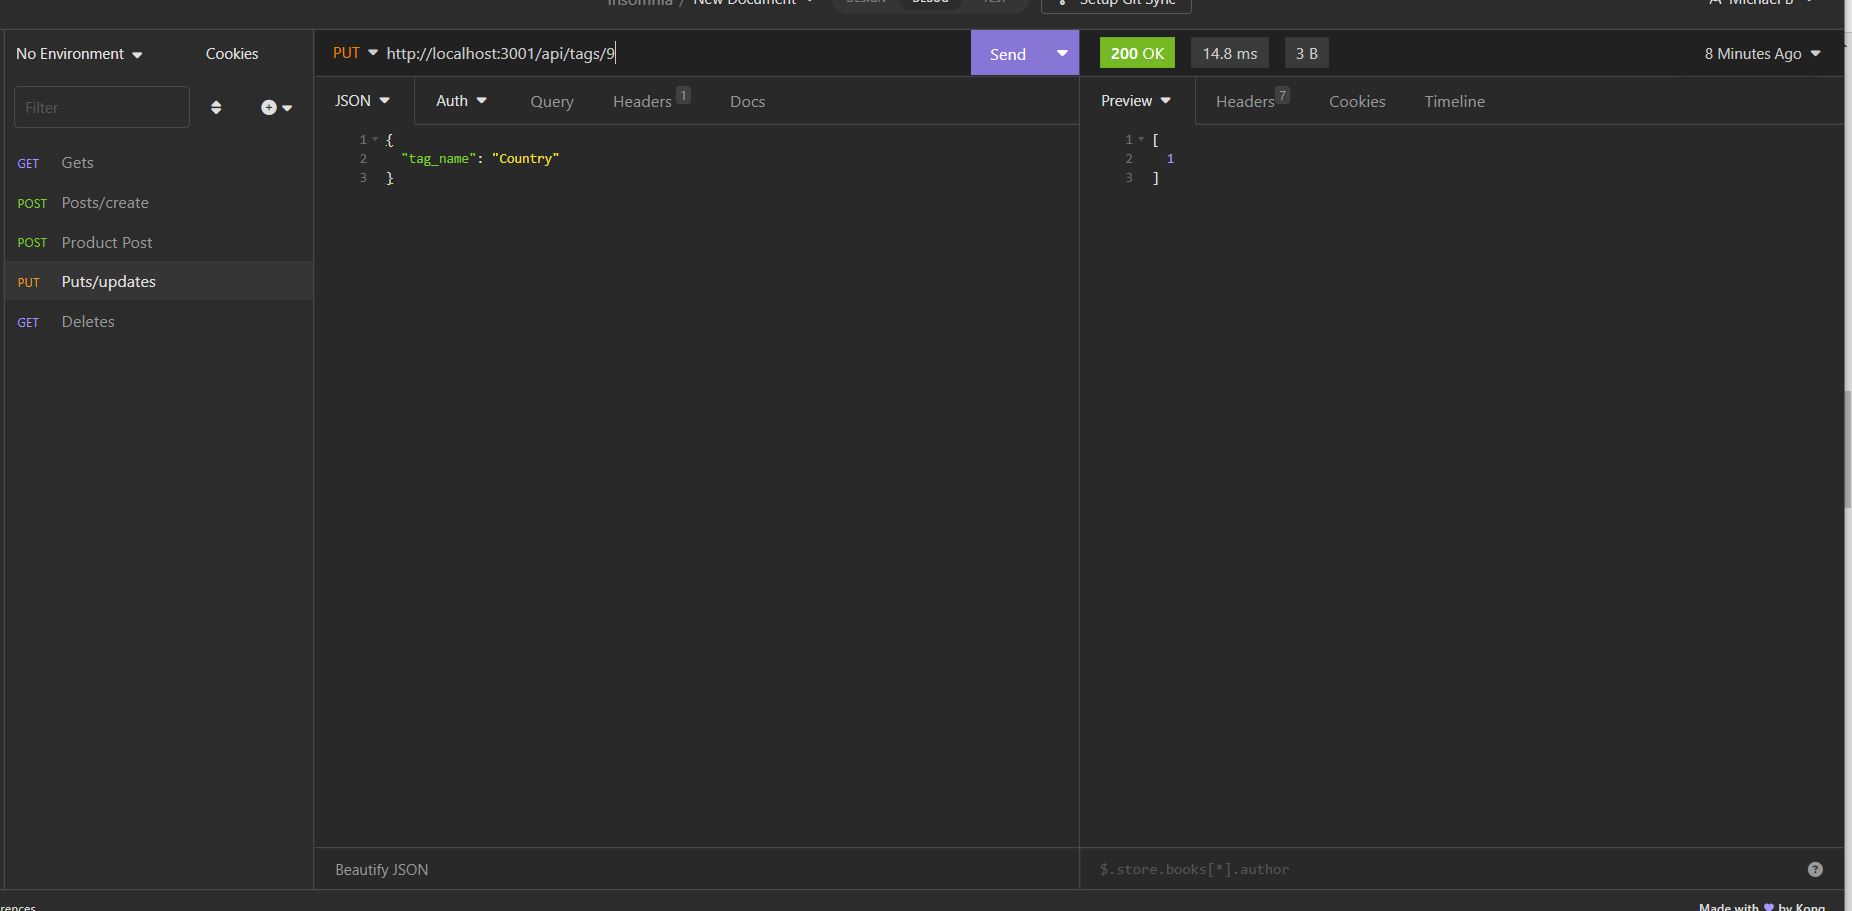 Insomnia / New Document
DESIGN DEBUG TEST
Setup Git Sync
Michael B
No Environment
Cookies
PUT http://localhost:3001/api/tags/9
Send
200 OK
14.8 ms
3 B
8 Minutes Ago
Filter
JSON
Auth
Query
Headers 1
Docs
Preview
Headers 7
Cookies
Timeline
GET Gets
POST Posts/create
POST Product Post
PUT Puts/updates
GET Deletes
1 {
2 "tag_name": "Country"
3 }
1 [
2 1
3 ]
Beautify JSON
$.store.books[*].author
?
rences
Made with by Kong